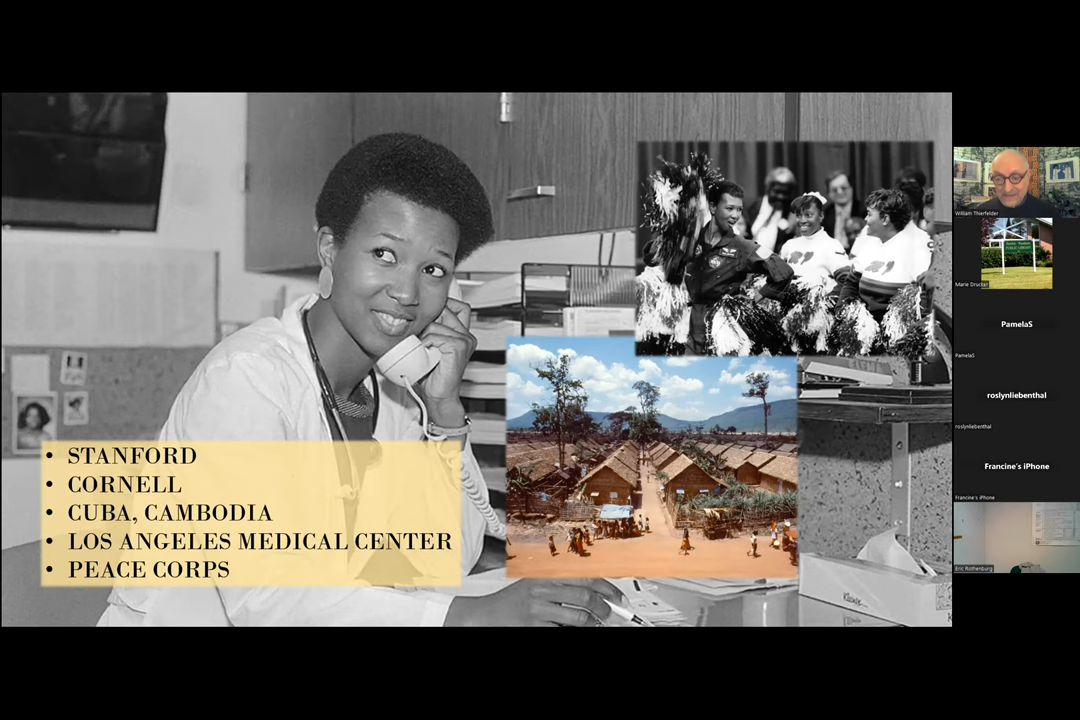 • STANFORD
• CORNELL
• CUBA, CAMBODIA
• LOS ANGELES MEDICAL CENTER
• PEACE CORPS
William Thierfelder
Marie Drucker
PamelaS
PamelaS
roslynliebenthal
roslynliebenthal
Francine's iPhone
Francine's iPhone
Eric Rothenburg